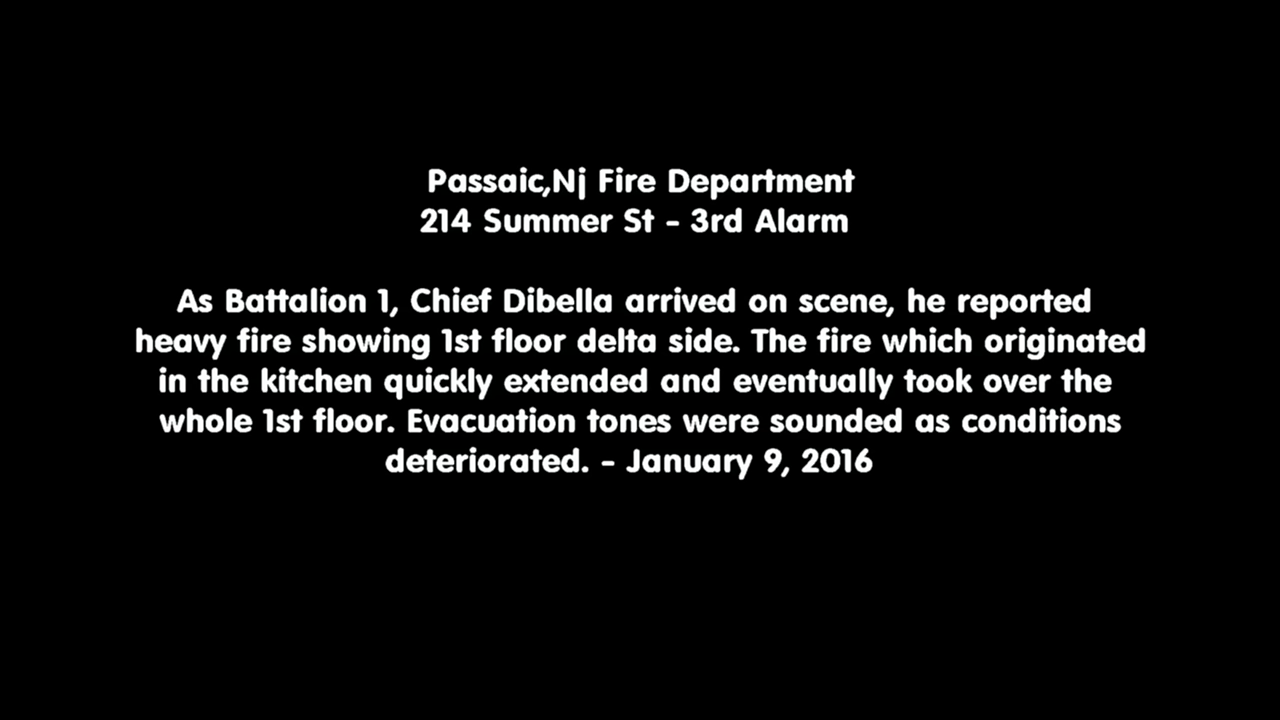 Passaic,Nj Fire Department
214 Summer St - 3rd Alarm
As Battalion 1, Chief Dibella arrived on scene, he reported
heavy fire showing 1st floor delta side. The fire which originated
in the kitchen quickly extended and eventually took over the
whole 1st floor. Evacuation tones were sounded as conditions
deteriorated. - January 9, 2016